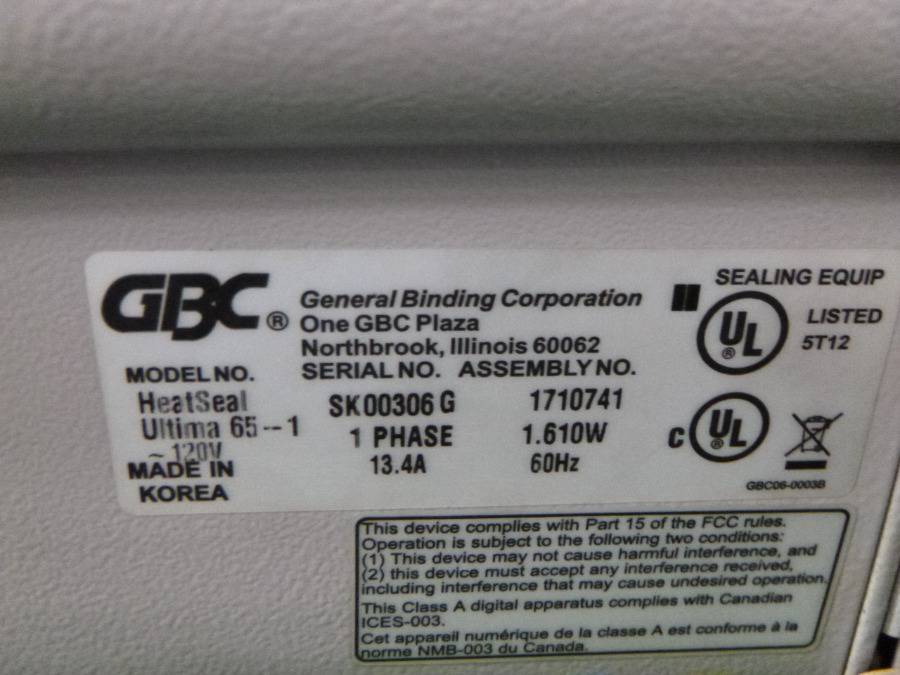 GBC®
General Binding Corporation
One GBC Plaza
Northbrook, Illinois 60062
SEALING EQUIP
UL
®
LISTED
5T12
MODEL NO.
SERIAL NO.
ASSEMBLY NO.
HeatSeal
Ultima 65--1
~ 120V
SK00306G
1710741
1 PHASE
1.610W
13.4A
60Hz
MADE IN
KOREA
C UL
®
GBC06-0003B
This device complies with Part 15 of the FCC rules.
Operation is subject to the following two conditions:
(1) This device may not cause harmful interference, and
(2) this device must accept any interference received,
including interference that may cause undesired operation.
This Class A digital apparatus complies with Canadian
ICES-003.
Cet appareil numérique de la classe A est conforme à la
norme NMB-003 du Canada.